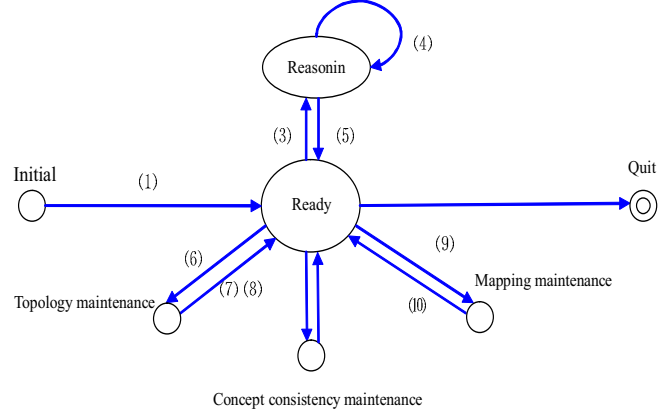 (4)
Reasonin
(3)
(5)
Initial
(1)
Quit
Ready
(6)
(9)
Topology maintenance
(7) (8)
Mapping maintenance
(10)
Concept consistency maintenance